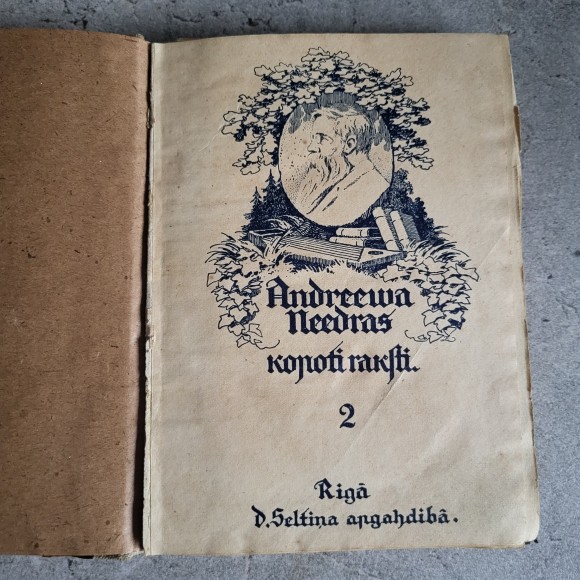 Andreewa
Needras
kopoti rakſti.
2
Rigā
D. Seltiņa apgahdibā.